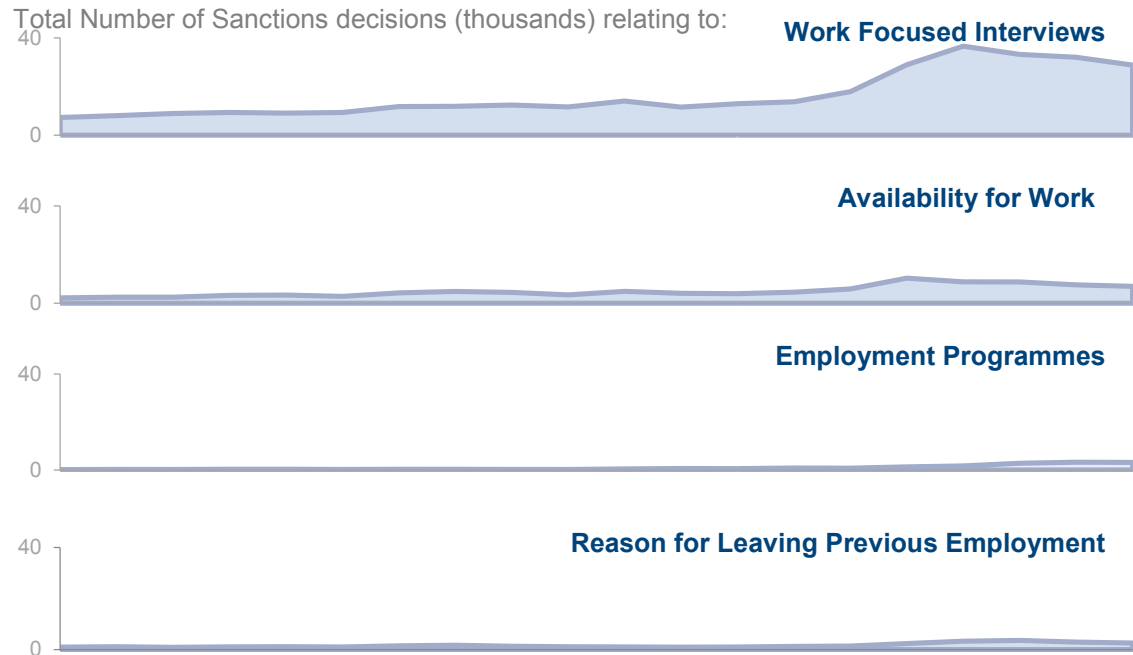 Total Number of Sanctions decisions (thousands) relating to:
Work Focused Interviews
40
0
Availability for Work
40
0
Employment Programmes
40
0
Reason for Leaving Previous Employment
40
0